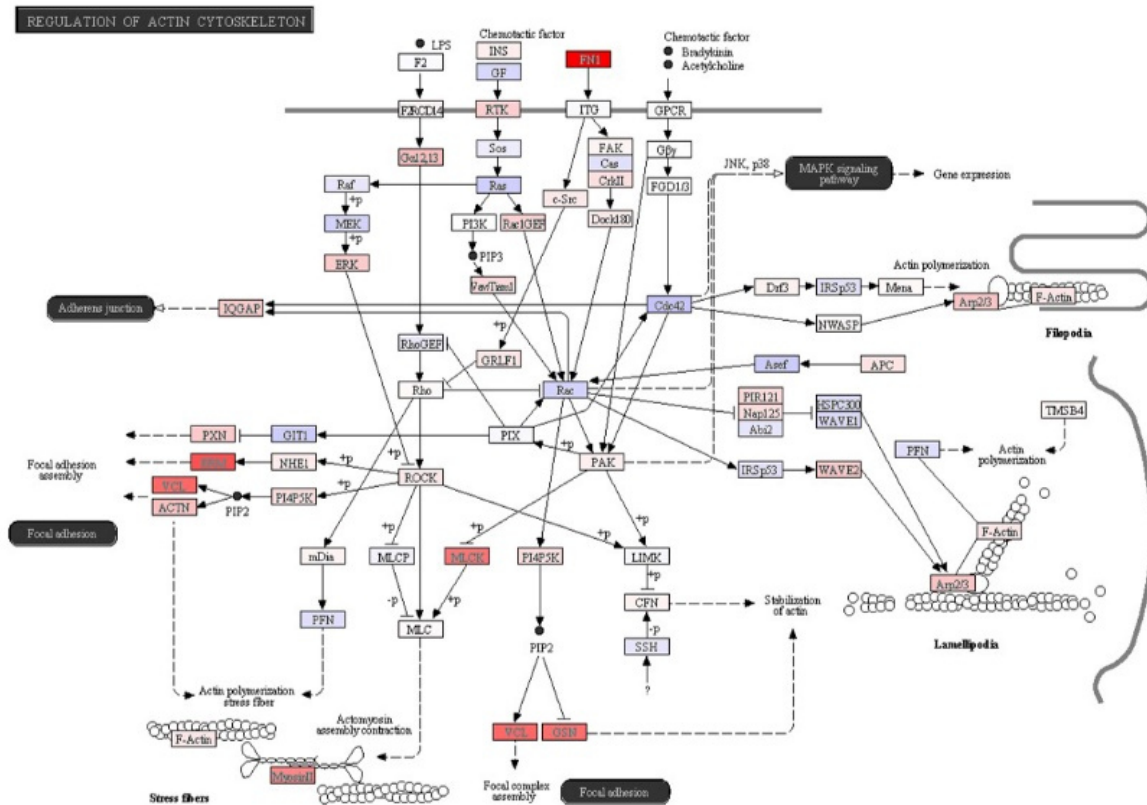 REGULATION OF ACTIN CYTOSKELETON
LPS
F2
Chemotactic factor
INS
GF
FN1
Chemotactic factor
Bradykinin
Acetylcholine
F2RCD14
RTK
ITG
GPCR
Gα12,13
Sos
FAK
Cas
CrkII
Gβγ
JNK, p38
MAPK signaling
pathway
Gene expression
Raf
Ras
FGD1/3
+p
c-Src
MEK
PI3K
Rac1GEF
Dock180
+p
ERK
PIP3
Actin polymerization
Drf3
IRSp53
Mena
Arp2/3
F-Actin
Adherens junction
IQGAP
Cdc42
+p
NWASP
Filopodia
RhoGEF
GRLF1
Asef
APC
Rho
Rac
PIR121
Nap125
Abi2
HSPC300
WAVE1
TMSB4
PXN
GIT1
PIX
+p
PFN
Actin
polymerization
Focal adhesion
assembly
NHE1
+p
ROCK
PAK
IRSp53
WAVE2
VCL
ACTN
PIP2
PI4P5K
+p
Focal adhesion
+p
+p
+p
+p
F-Actin
mDia
MLCP
MLCK
PI4P5K
LIMK
+p
Arp2/3
-p
+p
CFN
Stabilization
of actin
PFN
MLC
-p
Lamellipodia
PIP2
SSH
?
Actin polymerization
stress fiber
Actomyosin
assembly contraction
F-Actin
VCL
GSN
MyosinII
Stress fibers
Focal complex
assembly
Focal adhesion